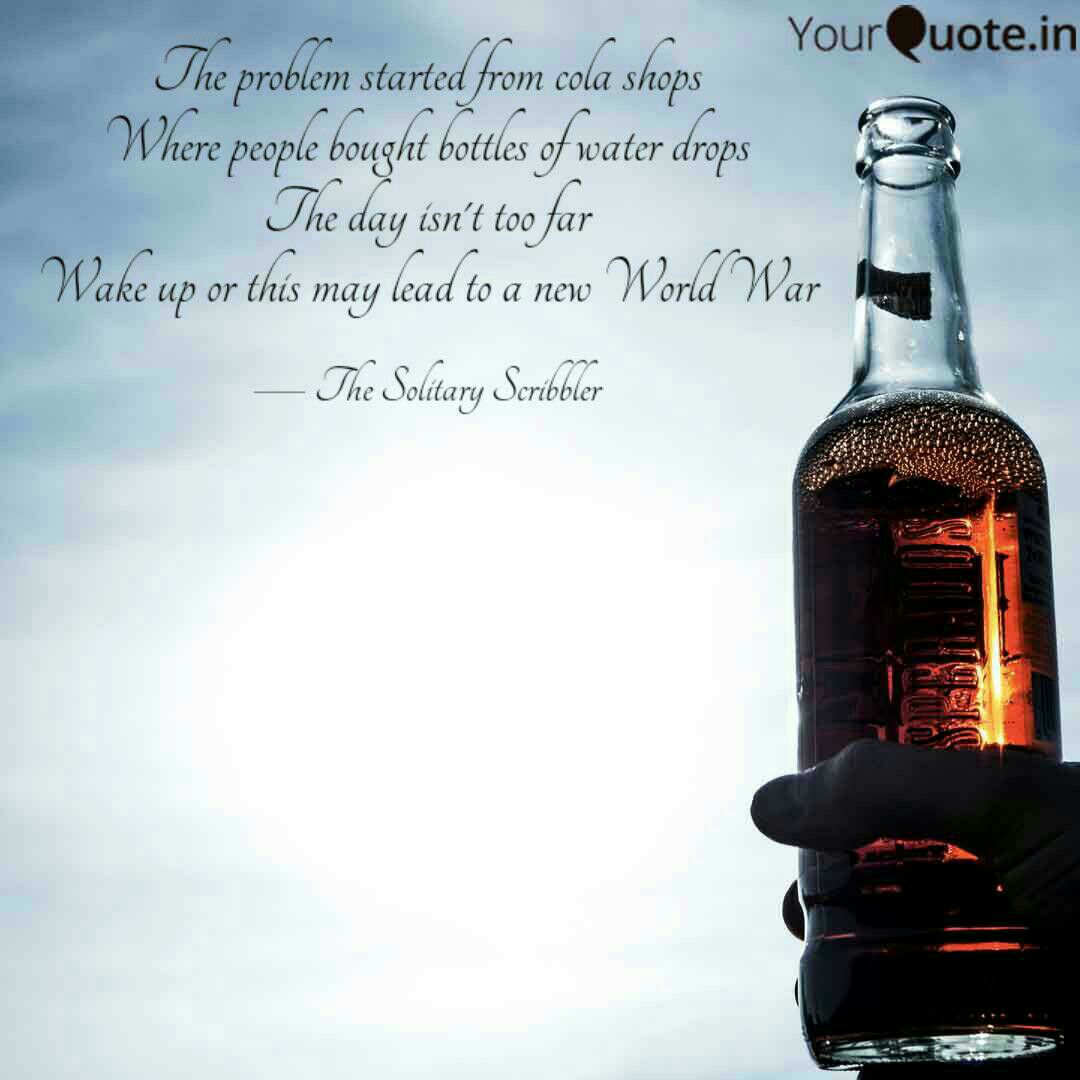 YourQuote.in
The problem started from cola shops
Where people bought bottles of water drops
The day isn't too far
Wake up or this may lead to a new World War
— The Solitary Scribbler